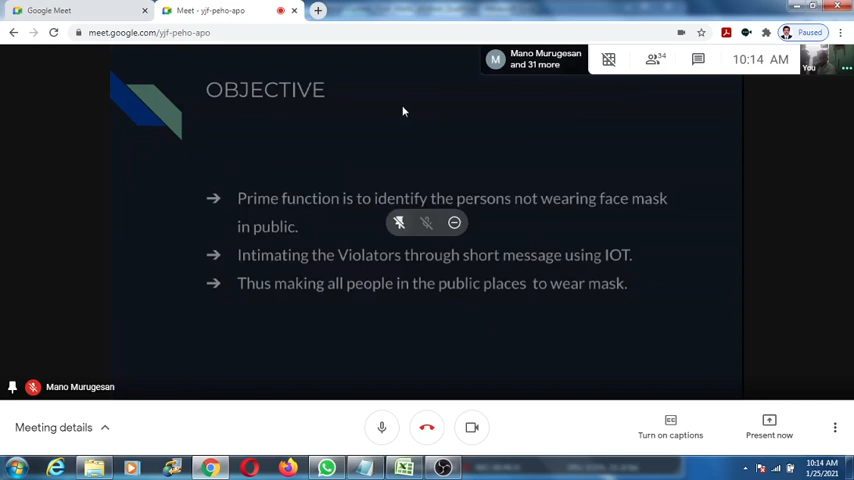 Google Meet
Meet - yjf-peho-apo
meet.google.com/yjf-peho-apo
Paused
Mano Murugesan
and 31 more
M
34
10:14 AM
You
OBJECTIVE
→ Prime function is to identify the persons not wearing face mask
in public.
→ Intimating the Violators through short message using IOT.
→ Thus making all people in the public places to wear mask.
Mano Murugesan
Meeting details
Turn on captions
Present now
10:14 AM
1/25/2021